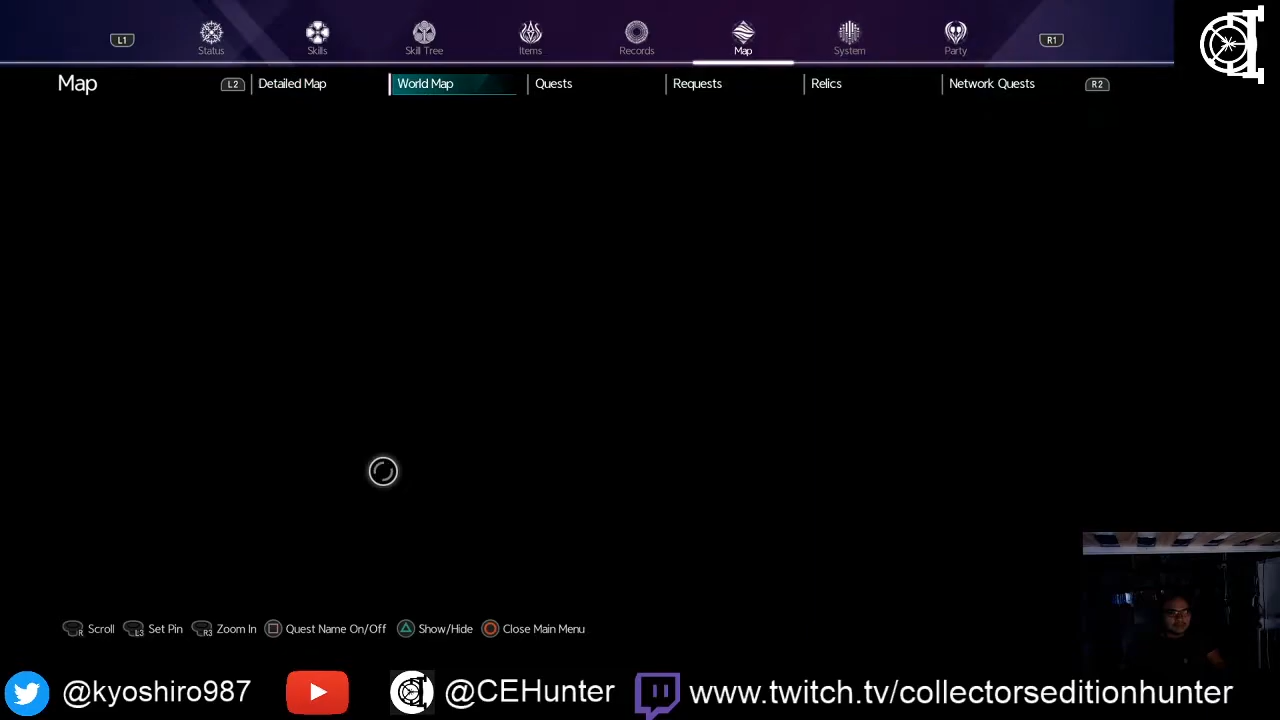 L1 Status Skills Skill Tree Items Records Map System Party R1
Map L2 Detailed Map World Map Quests Requests Relics Network Quests R2
R Scroll L3 Set Pin R3 Zoom In Quest Name On/Off Show/Hide Close Main Menu
@kyoshiro987 @CEHunter www.twitch.tv/collectorseditionhunter